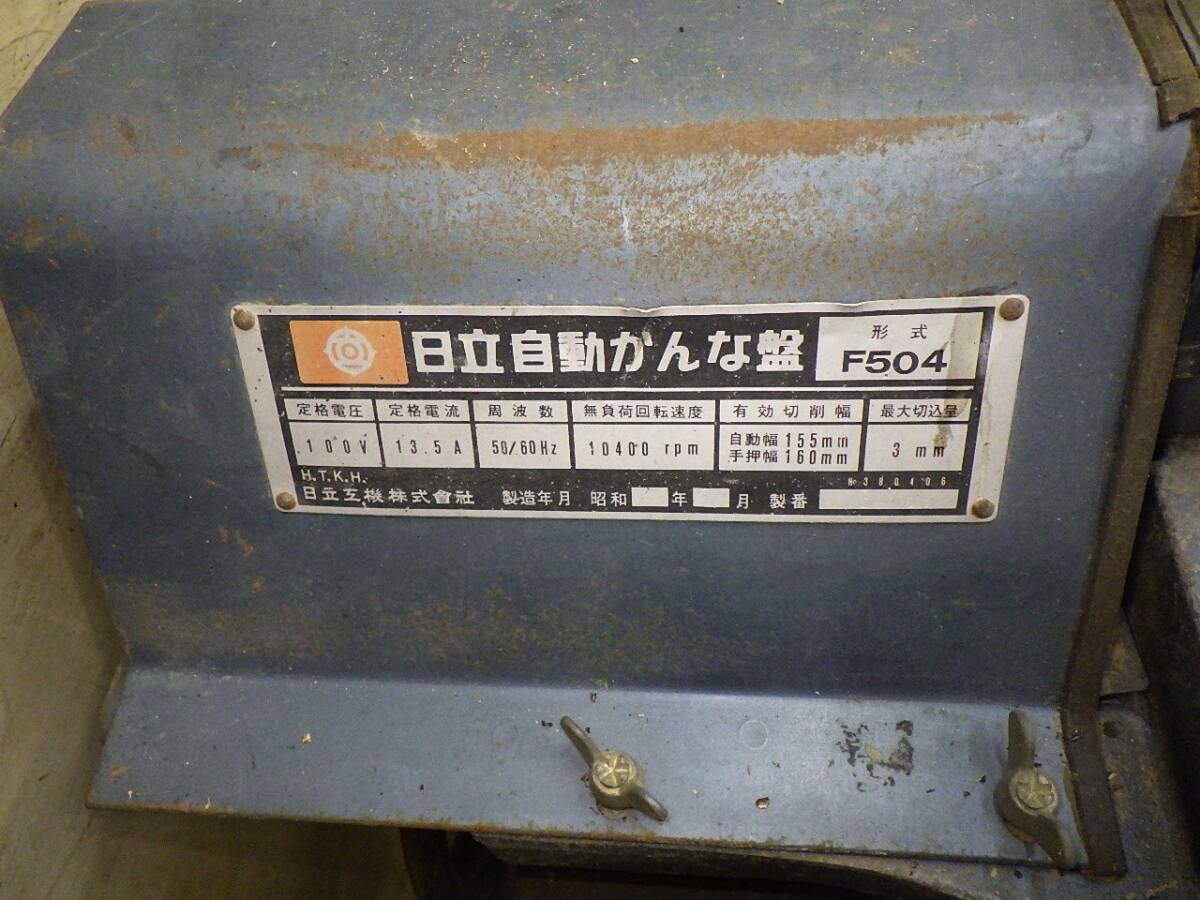 日立自動かんな盤
形式
F504
定格電圧 定格電流 周波数 無負荷回転速度 有効切削幅 最大切込量
100V 13.5A 50/60Hz 10400 rpm 自動幅 155mm 3 mm
手押幅 160mm
H.T.K.H.
№380406
日立工機株式會社 製造年月 昭和 年 月 製番